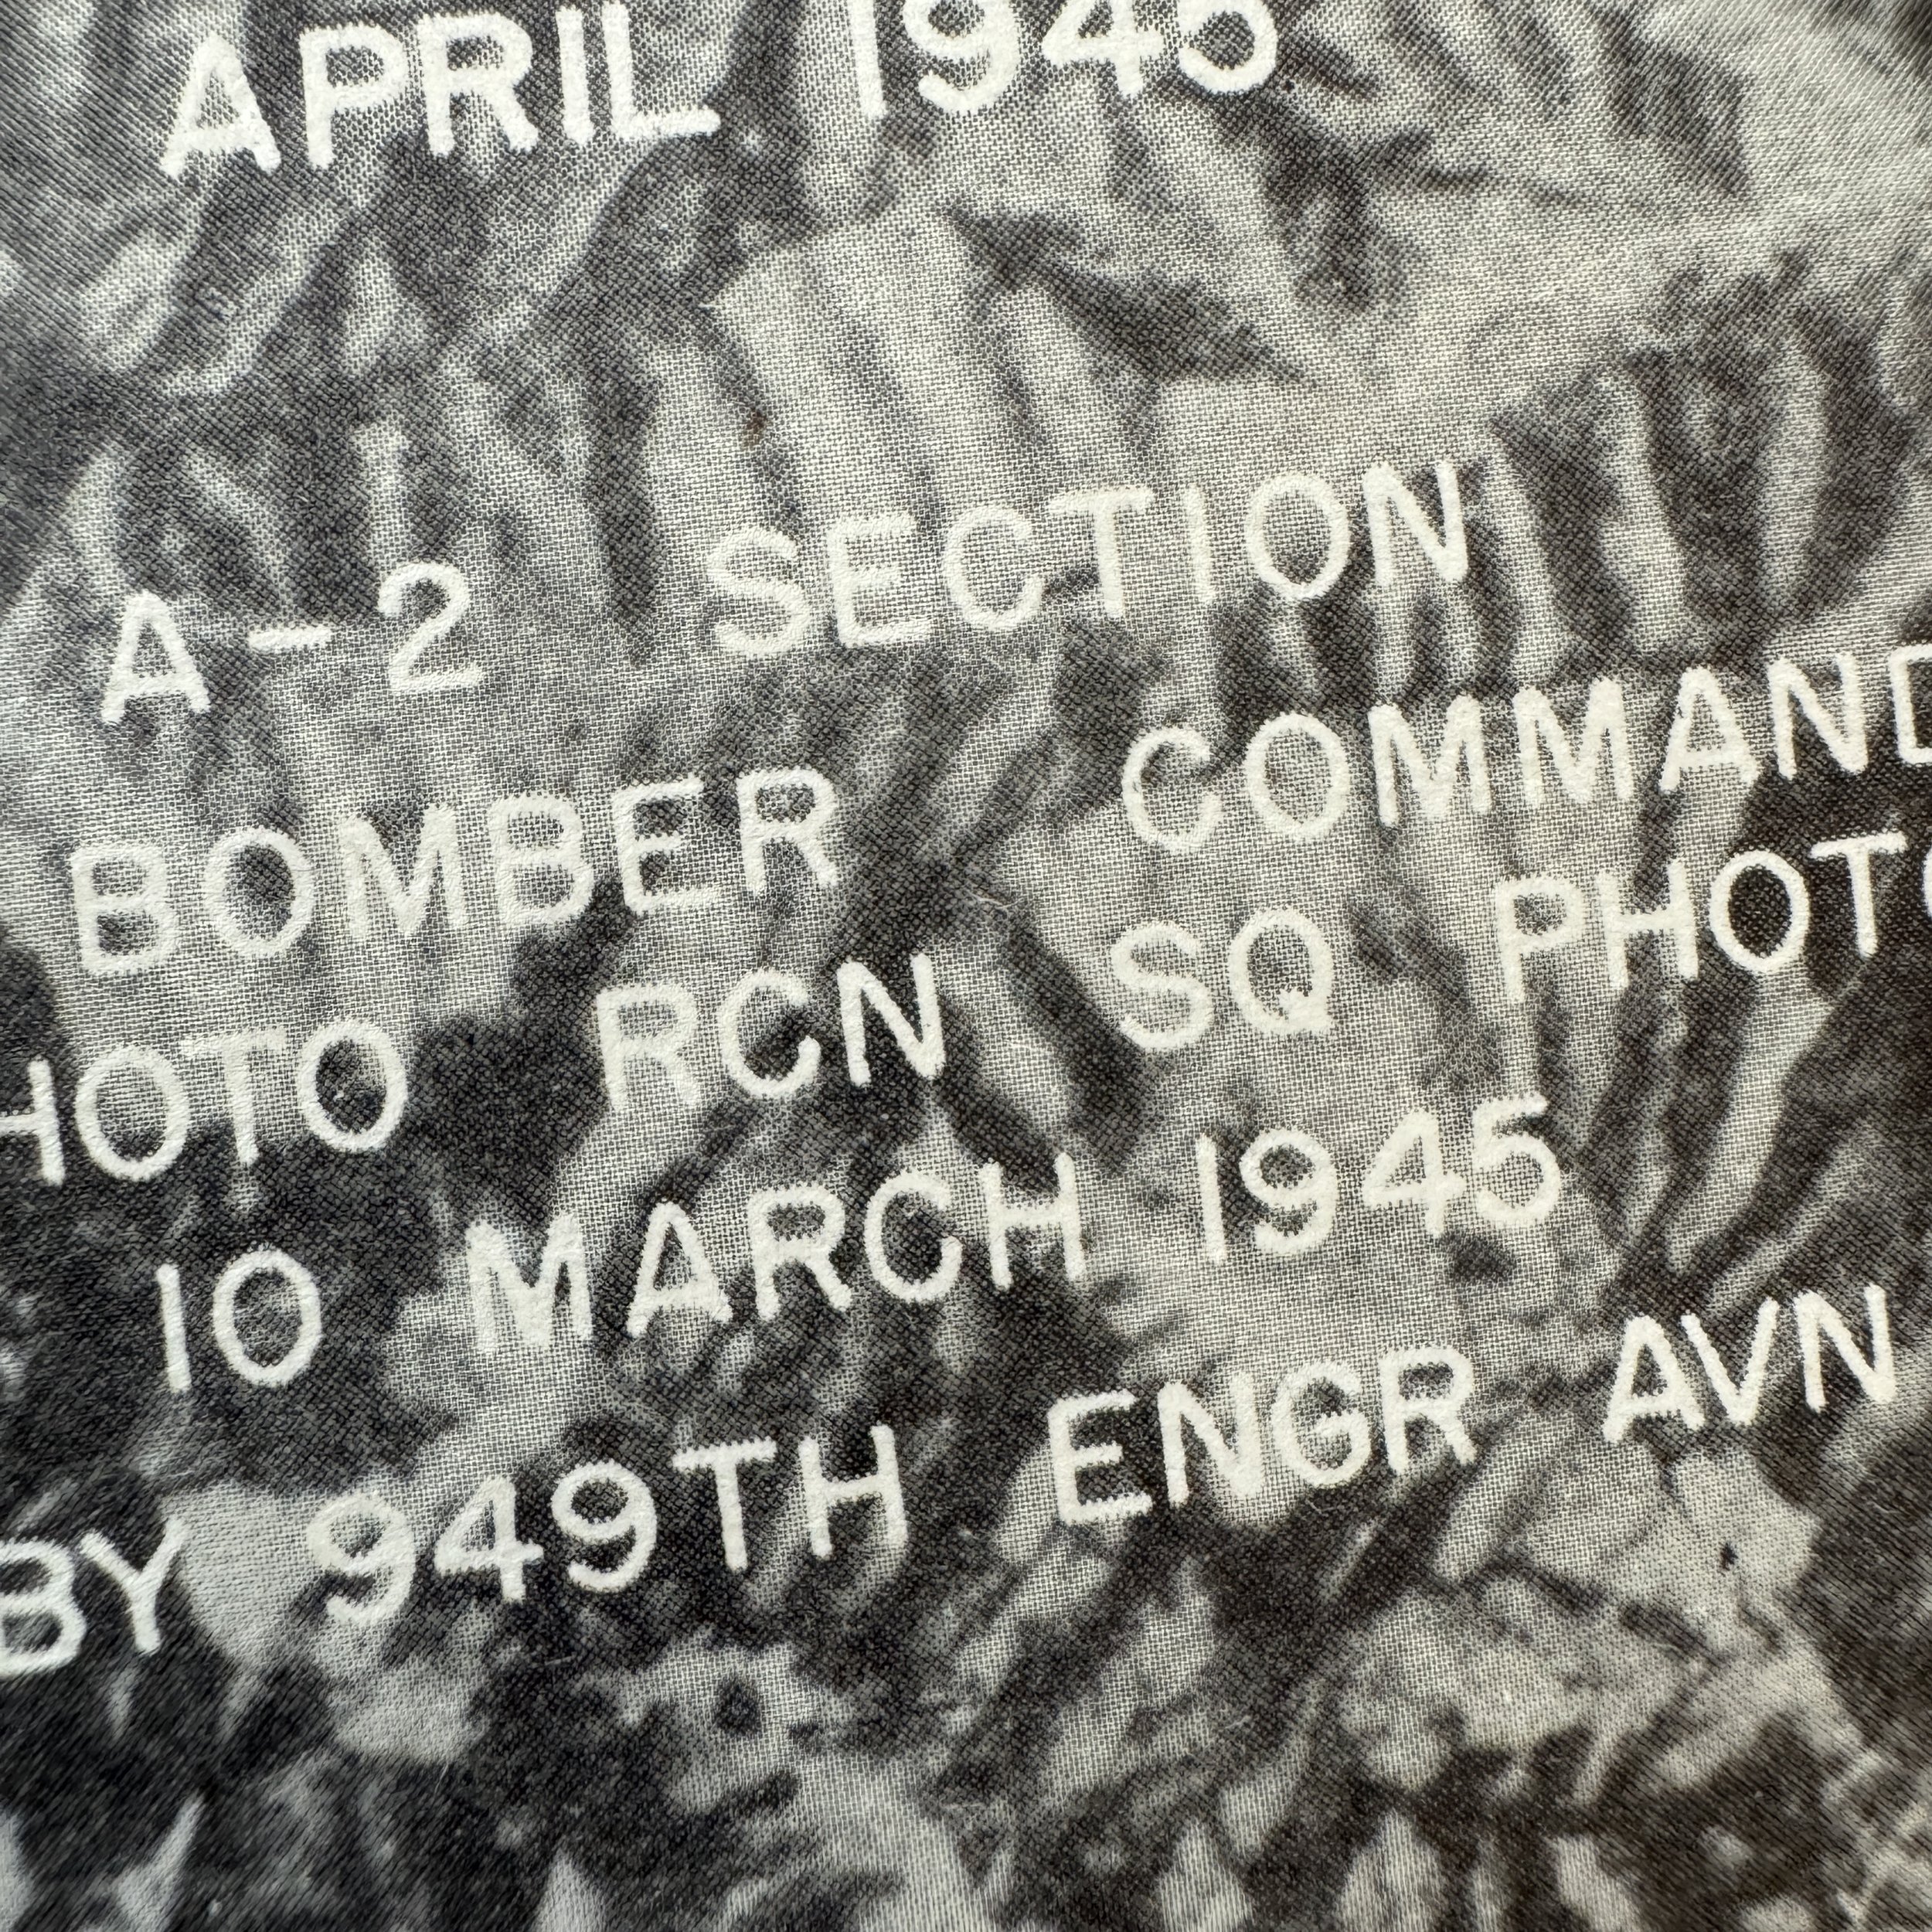 APRIL 1945
A-2 SECTION
BOMBER COMMAND
HOTO RCN SQ PHOTO
10 MARCH 1945
BY 949TH ENGR AVN